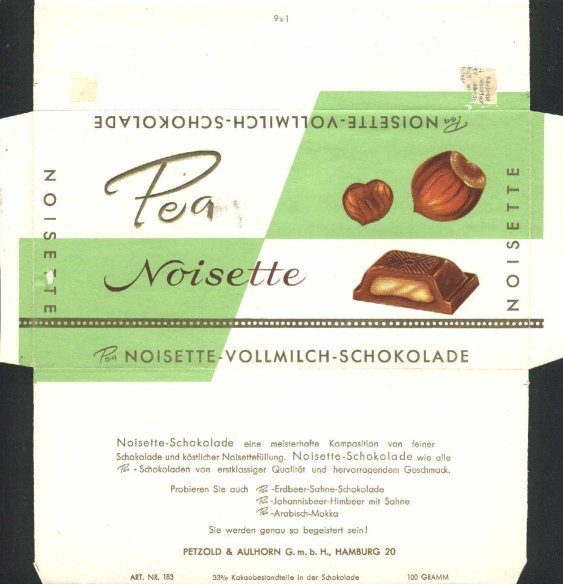 9x1
Pea NOISETTE-VOLLMILCH-SCHOKOLADE
NOISETTE
Pea
Noisette
NOISETTE
Pea NOISETTE-VOLLMILCH-SCHOKOLADE
Noisette-Schokolade eine meisterhafte Komposition von feiner
Schokolade und köstlicher Noisettefüllung. Noisette-Schokolade wie alle
Pea - Schokoladen von erstklassiger Qualität und hervorragendem Geschmack.
Probieren Sie auch Pea -Erdbeer-Sahne-Schokolade
Pea -Johannisbeer-Himbeer mit Sahne
Pea -Arabisch-Mokka
Sie werden genau so begeistert sein!
PETZOLD & AULHORN G. m. b. H., HAMBURG 20
ART. NR. 183 33% Kakaobestandteile in der Schokolade 100 GRAMM